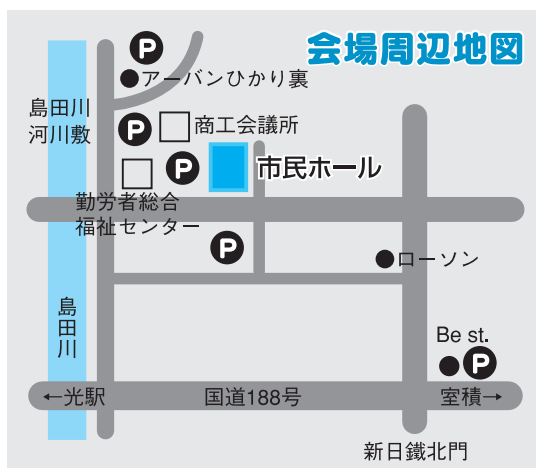 会場周辺地図
P
アーバンひかり裏
島田川
河川敷
P
商工会議所
P
市民ホール
勤労者総合
福祉センター
P
ローソン
島田川
Be st.
P
←光駅
国道188号
室積→
新日鐵北門